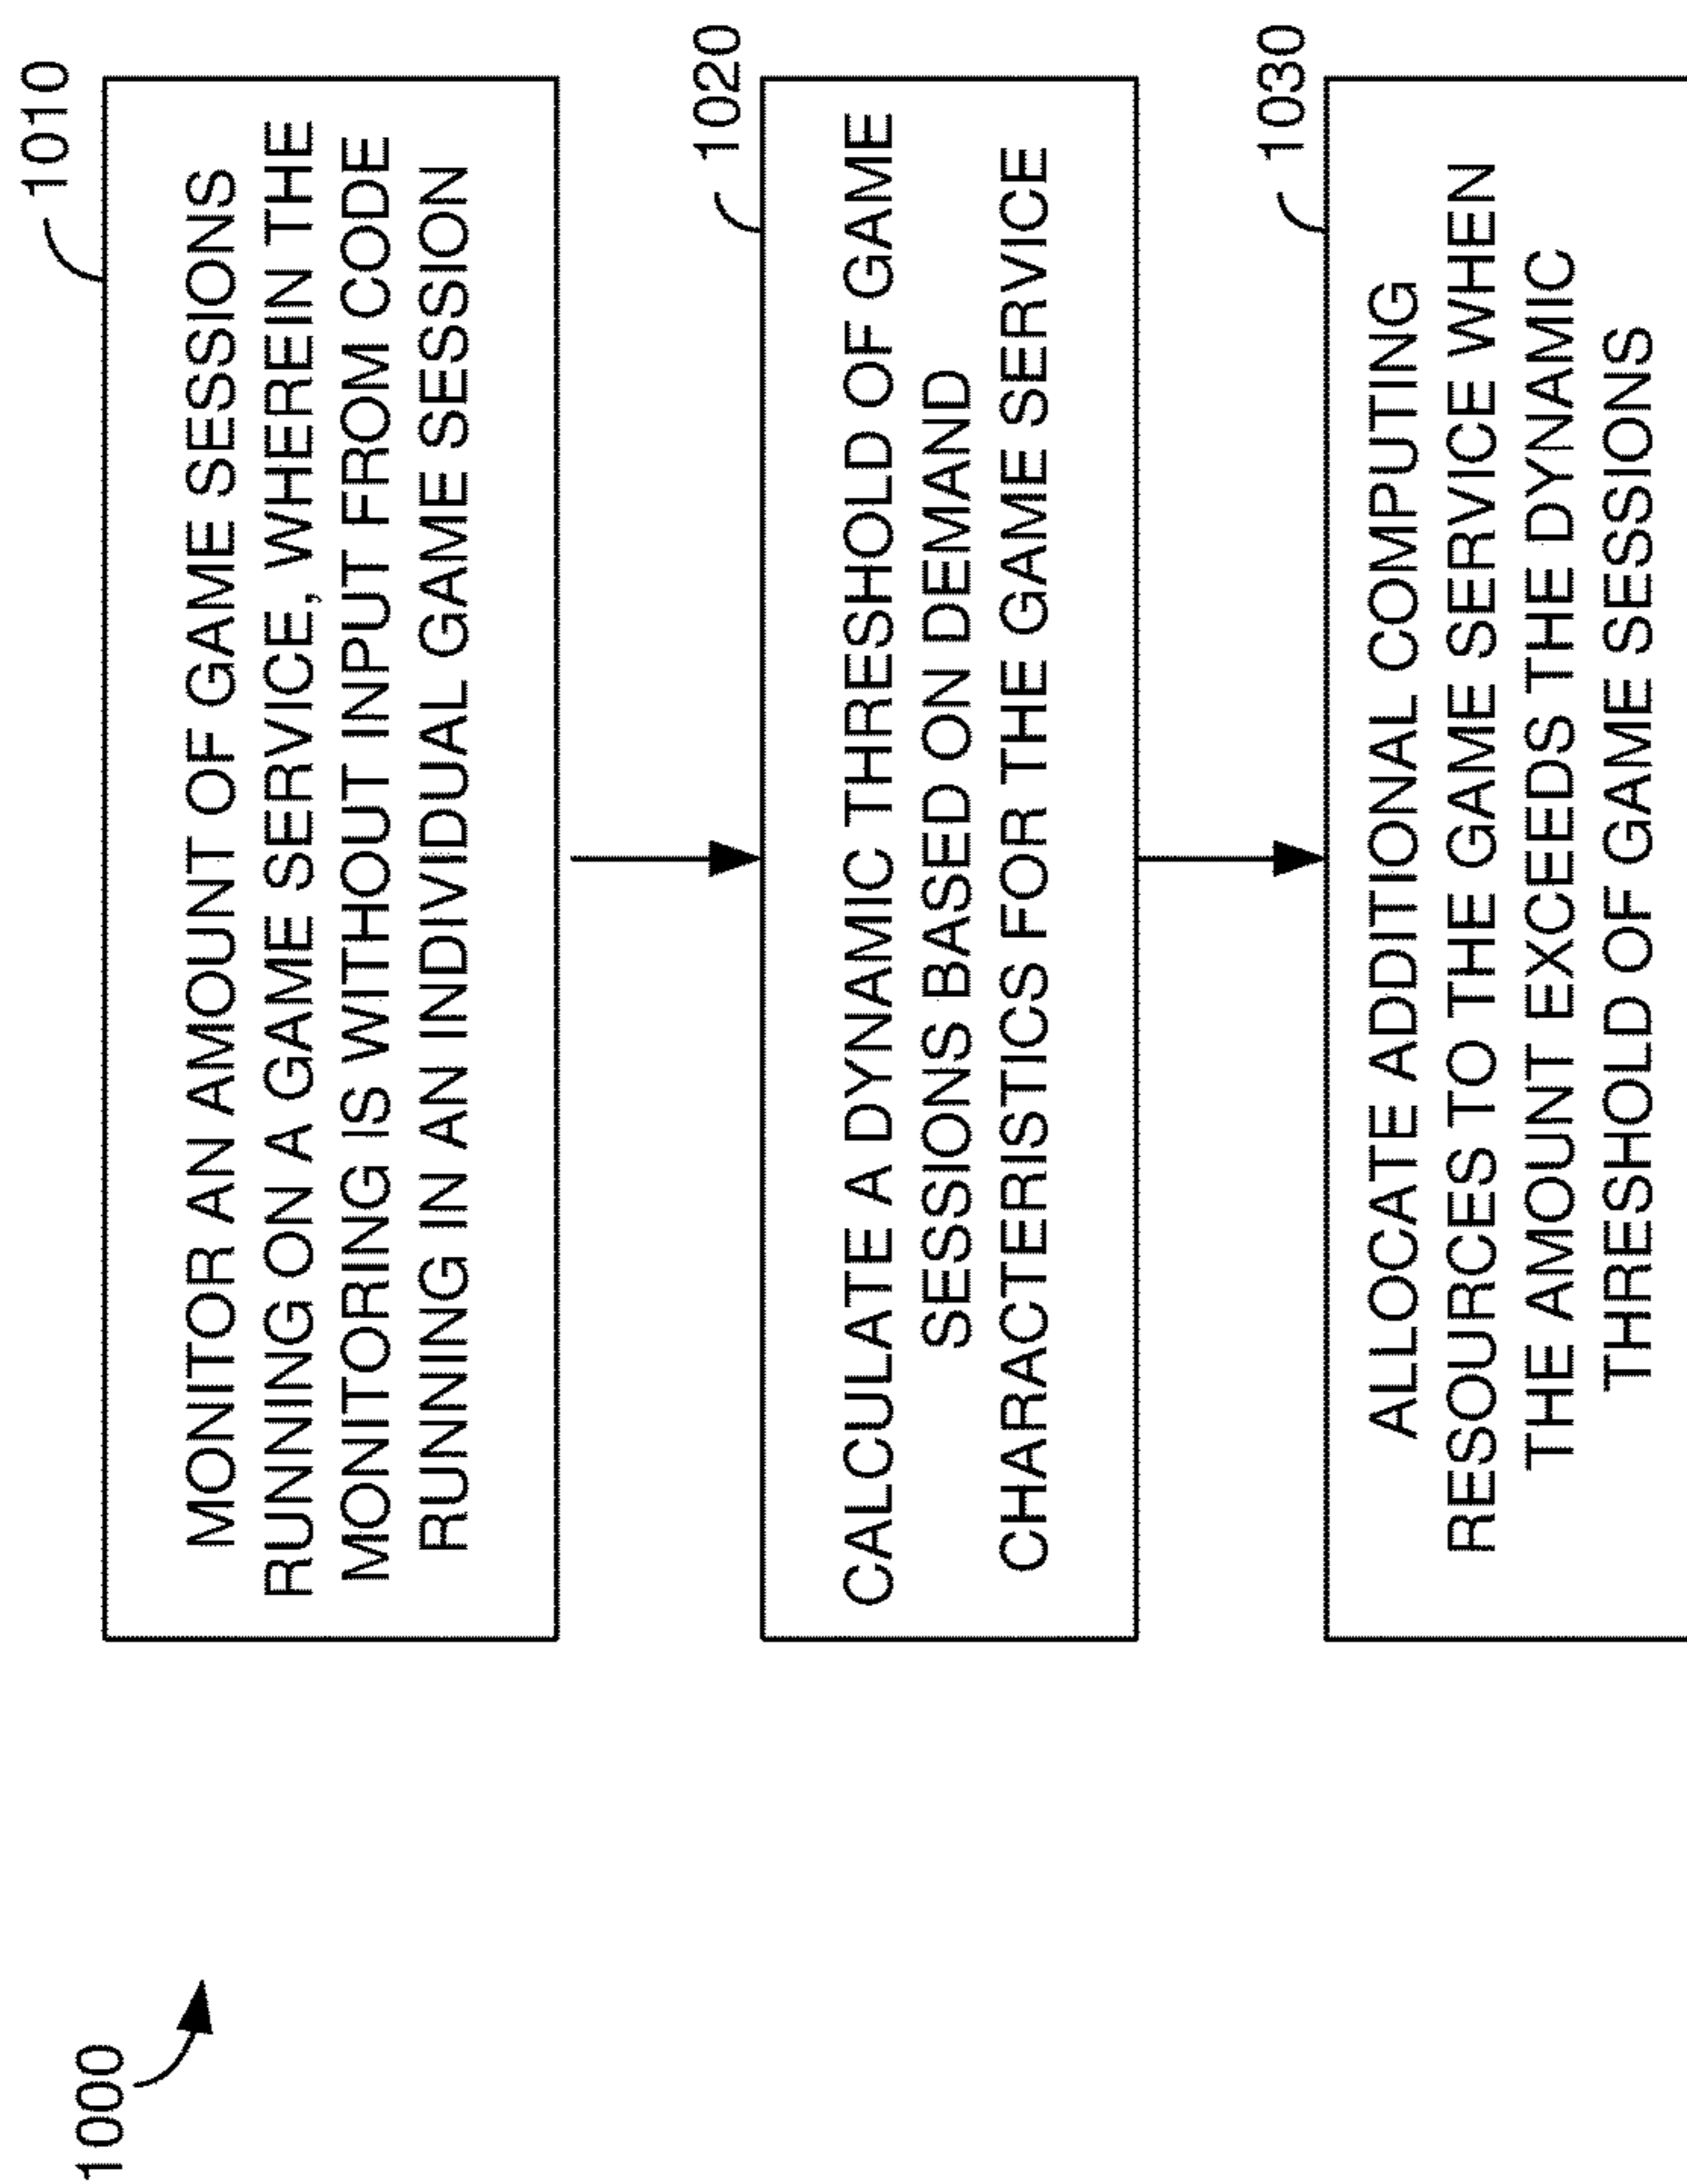 1000
1010
MONITOR AN AMOUNT OF GAME SESSIONS
RUNNING ON A GAME SERVICE, WHEREIN THE
MONITORING IS WITHOUT INPUT FROM CODE
RUNNING IN AN INDIVIDUAL GAME SESSION
1020
CALCULATE A DYNAMIC THRESHOLD OF GAME
SESSIONS BASED ON DEMAND
CHARACTERISTICS FOR THE GAME SERVICE
1030
ALLOCATE ADDITIONAL COMPUTING
RESOURCES TO THE GAME SERVICE WHEN
THE AMOUNT EXCEEDS THE DYNAMIC
THRESHOLD OF GAME SESSIONS